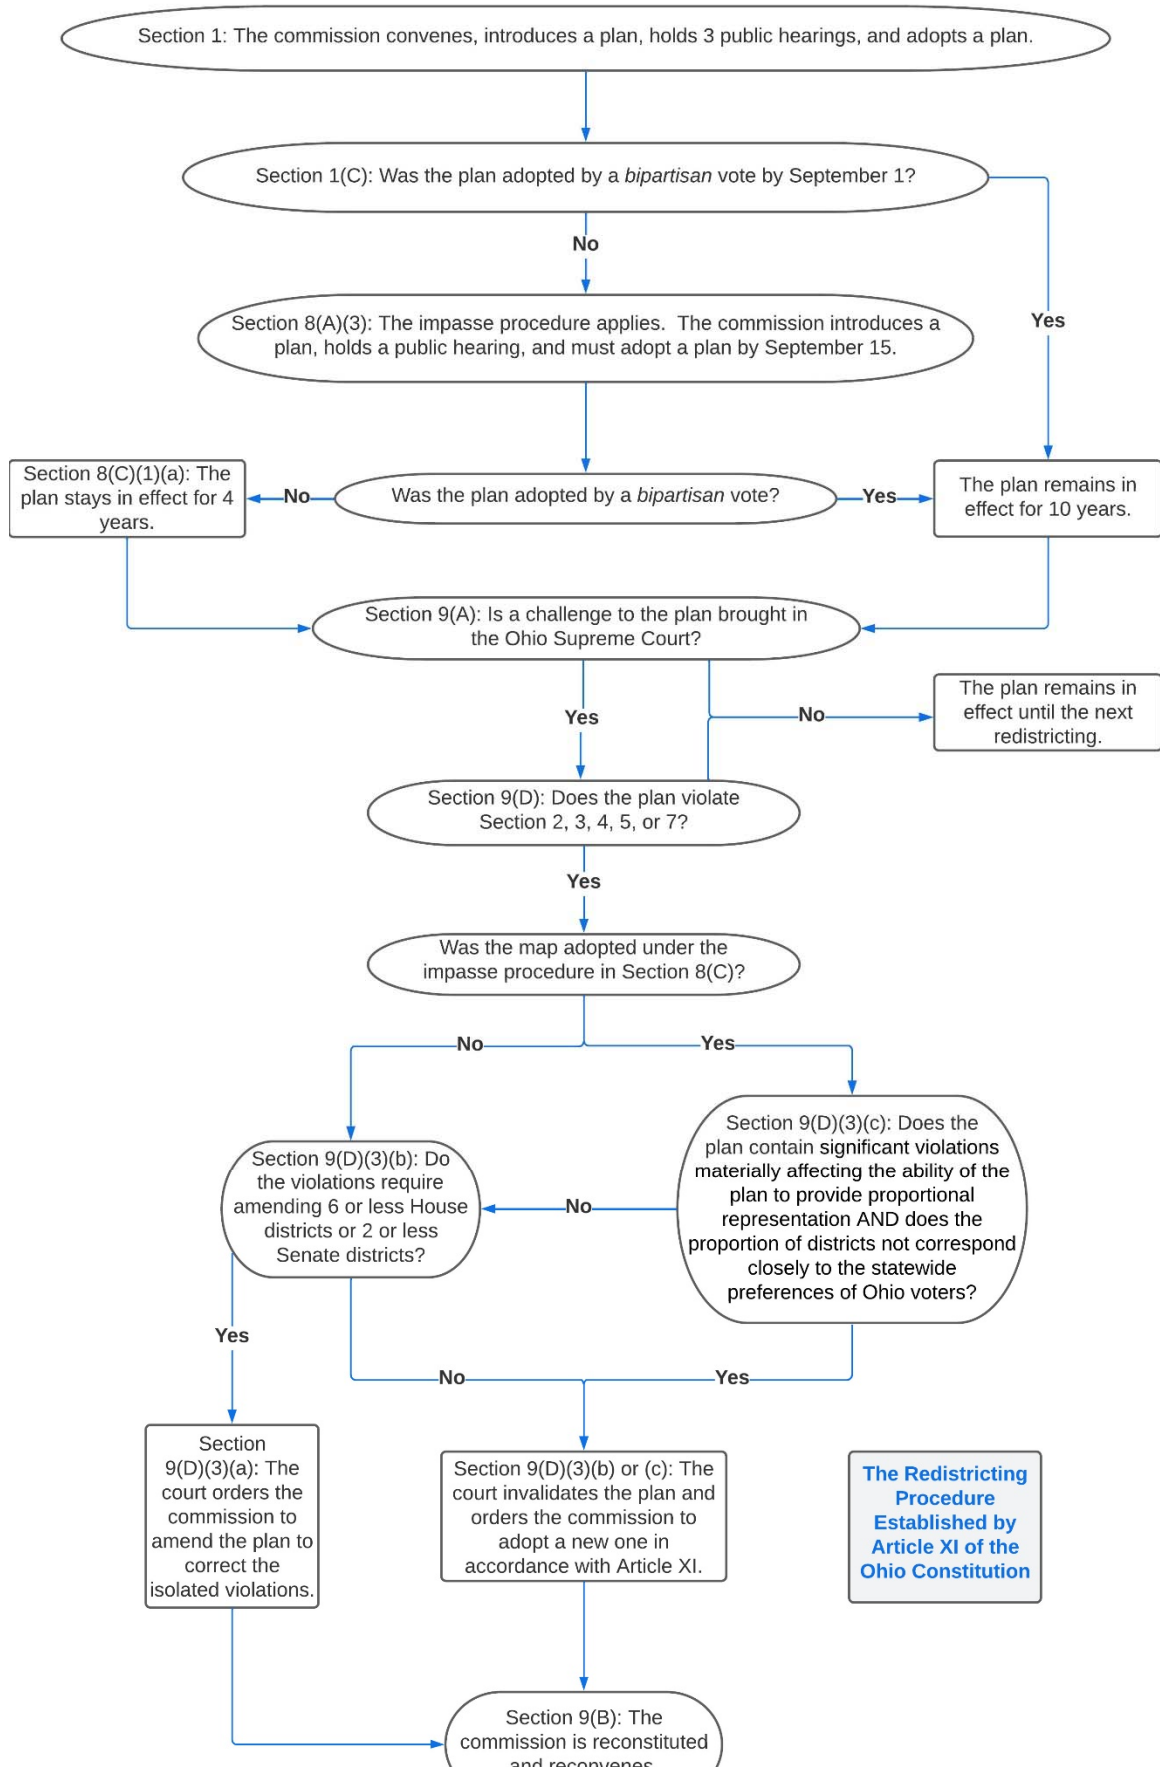 Section 1: The commission convenes, introduces a plan, holds 3 public hearings, and adopts a plan.
Section 1(C): Was the plan adopted by a bipartisan vote by September 1?
No
Yes
Section 8(A)(3): The impasse procedure applies. The commission introduces a
plan, holds a public hearing, and must adopt a plan by September 15.
Section 8(C)(1)(a): The
plan stays in effect for 4
years.
No
Was the plan adopted by a bipartisan vote?
Yes
The plan remains in
effect for 10 years.
Section 9(A): Is a challenge to the plan brought in
the Ohio Supreme Court?
Yes
No
The plan remains in
effect until the next
redistricting.
Section 9(D): Does the plan violate
Section 2, 3, 4, 5, or 7?
Yes
Was the map adopted under the
impasse procedure in Section 8(C)?
No
Yes
Section 9(D)(3)(b): Do
the violations require
amending 6 or less House
districts or 2 or less
Senate districts?
No
Section 9(D)(3)(c): Does the
plan contain significant violations
materially affecting the ability of the
plan to provide proportional
representation AND does the
proportion of districts not correspond
closely to the statewide
preferences of Ohio voters?
Yes
No
Yes
Section
9(D)(3)(a): The
court orders the
commission to
amend the plan to
correct the
isolated violations.
Section 9(D)(3)(b) or (c): The
court invalidates the plan and
orders the commission to
adopt a new one in
accordance with Article XI.
The Redistricting
Procedure
Established by
Article XI of the
Ohio Constitution
Section 9(B): The
commission is reconstituted
and reconvenes